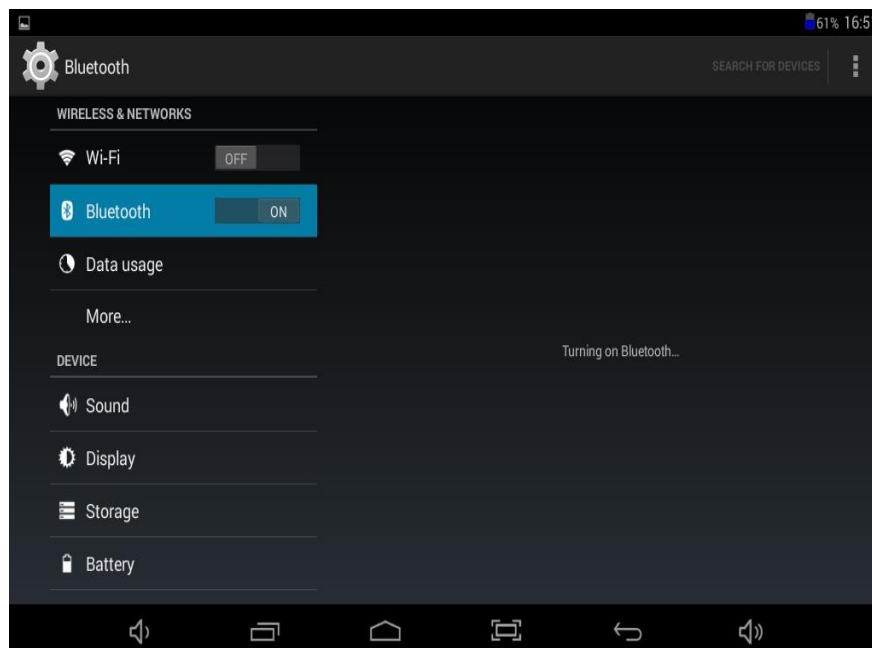 61% 16:5
Bluetooth
SEARCH FOR DEVICES
WIRELESS & NETWORKS
Wi-Fi OFF
Bluetooth ON
Data usage
More...
Turning on Bluetooth...
DEVICE
Sound
Display
Storage
Battery